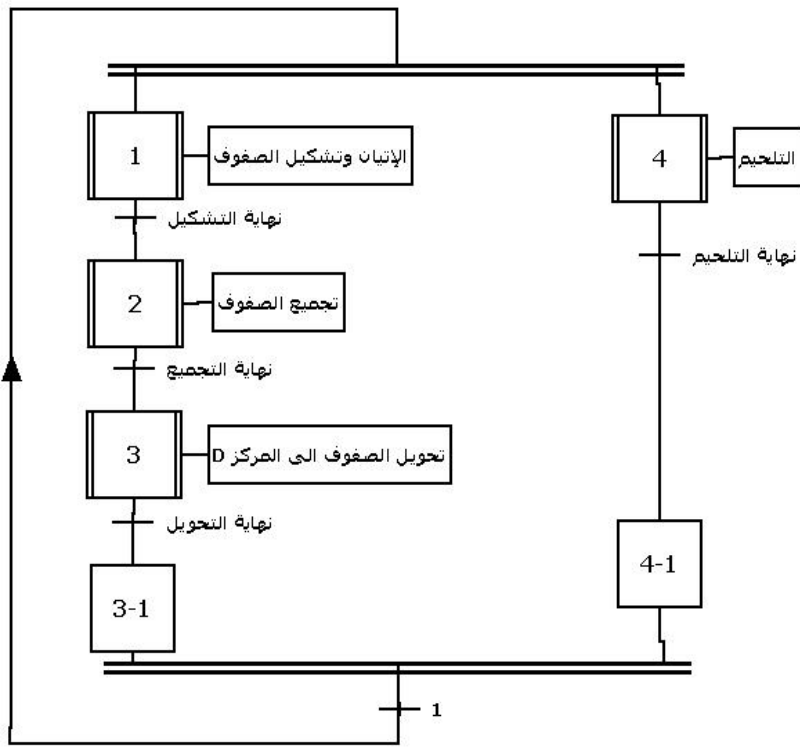 1
الإتيان وتشكيل الصفوف
4
التلحيم
نهاية التشكيل
نهاية التلحيم
2
تجميع الصفوف
نهاية التجميع
3
تحويل الصفوف الى المركز D
نهاية التحويل
4-1
3-1
1